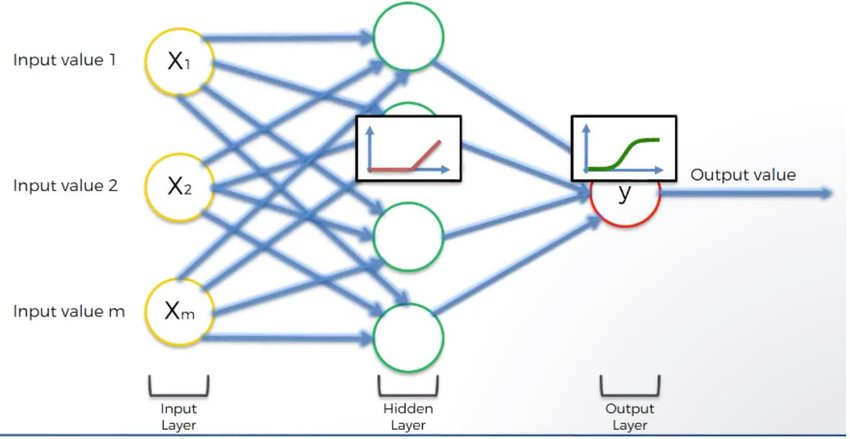 Input value 1
X1
Input value 2
X2
Input value m
Xm
y
Output value
Input
Layer
Hidden
Layer
Output
Layer